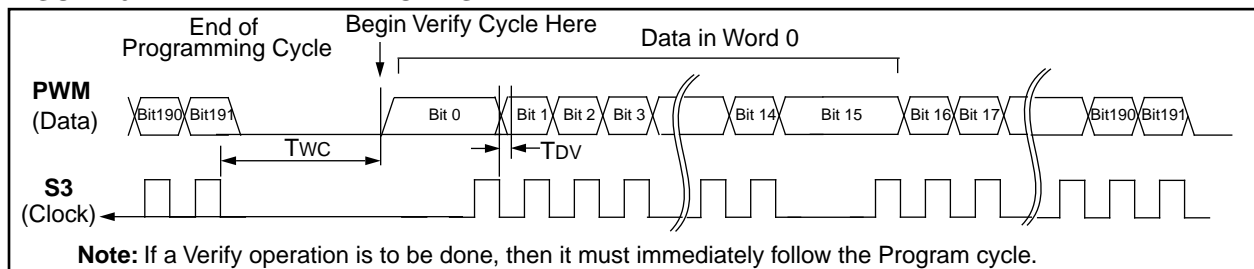 End of
Programming Cycle
Begin Verify Cycle Here
Data in Word 0
PWM
(Data)
Bit190
Bit191
Bit 0
Bit 1
Bit 2
Bit 3
Bit 14
Bit 15
Bit 16
Bit 17
Bit190
Bit191
TWC
TDV
S3
(Clock)
Note: If a Verify operation is to be done, then it must immediately follow the Program cycle.